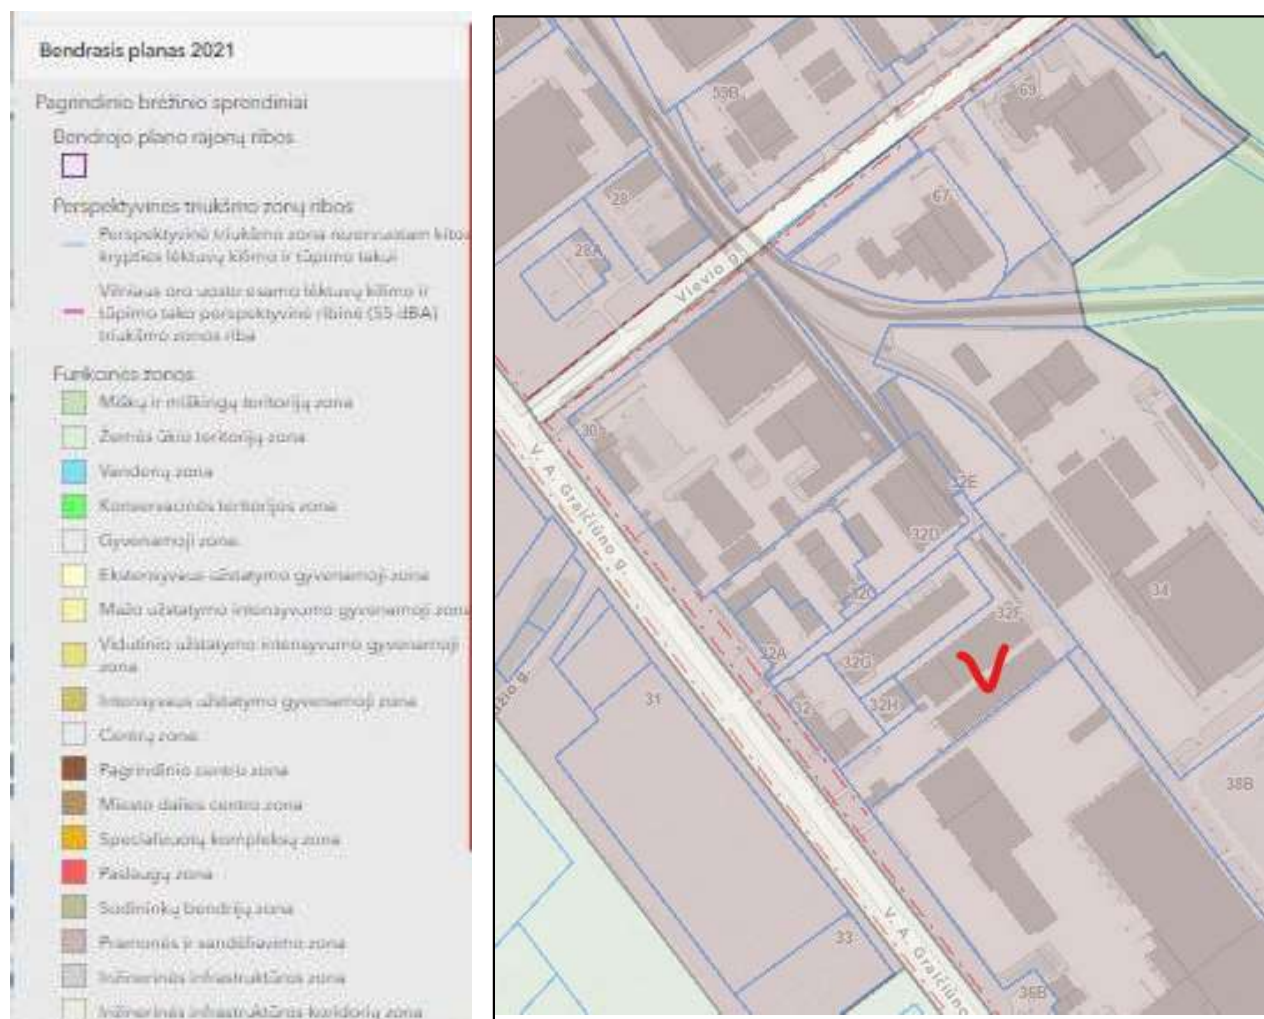 Bendrasis planas 2021
Pagrindinio brėžinio sprendiniai
Bendrojo plano rajonų ribos
Perspektyvinės triukšmo zonų ribos
Perspektyvinė triukšmo zona rezervuotam kitos
krypties lėktuvų kilimo ir tūpimo takui
Vilniaus oro uosto esamo lėktuvų kilimo ir
tūpimo tako perspektyvinė ribinė (55 dBA)
triukšmo zonos riba
Funkcinės zonos
Miškų ir miškingų teritorijų zona
Žemės ūkio teritorijų zona
Vandenų zona
Konservacinės teritorijos zona
Gyvenamoji zona
Ekstensyvaus užstatymo gyvenamoji zona
Mažo užstatymo intensyvumo gyvenamoji zona
Vidutinio užstatymo intensyvumo gyvenamoji
zona
Intensyvaus užstatymo gyvenamoji zona
Centrų zona
Pagrindinio centro zona
Miesto dalies centro zona
Specializuotų kompleksų zona
Paslaugų zona
Sodininkų bendrijų zona
Pramonės ir sandėliavimo zona
Inžinerinės infrastruktūros zona
Inžinerinės infrastruktūros koridorių zona
59B
69
28
67
28A
Vievio g.
30
V. A. Graičiūno g.
32E
32D
32C
34
32F
32A
32G
31
32
32H
38B
33
V. A. Graičiūno
36B